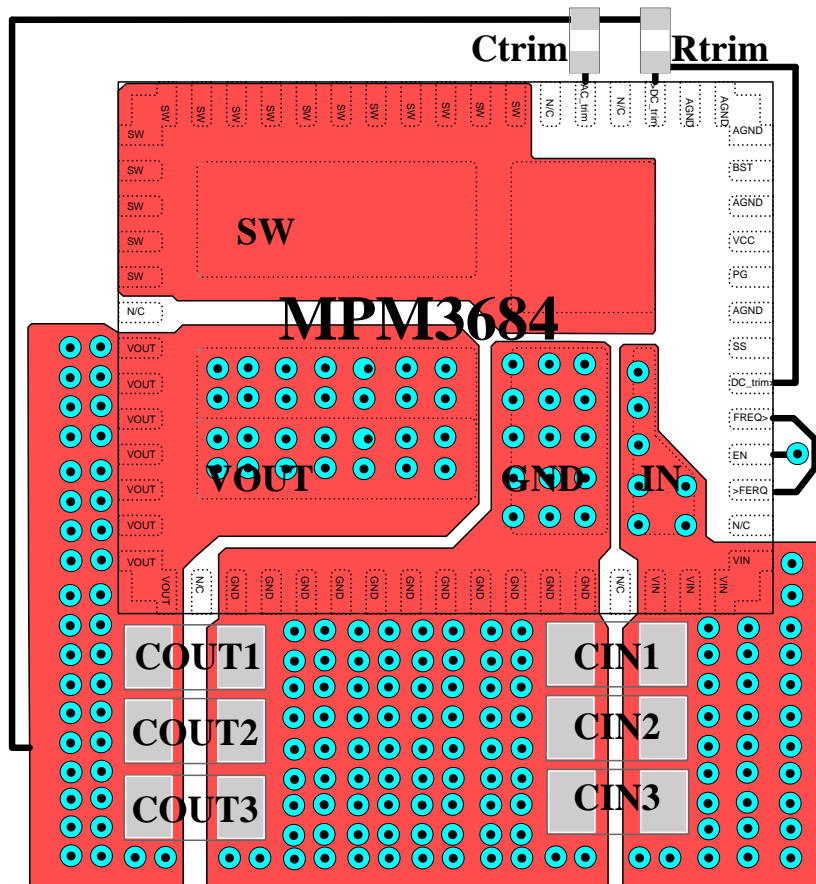 Ctrim Rtrim
SW SW SW SW SW SW SW SW SW SW SW N/C AC_trim N/C >DC_trim AGND AGND
SW AGND
SW BST
SW AGND
SW VCC
SW
SW PG
N/C AGND
MPM3684
VOUT SS
VOUT DC_trim>
VOUT FREQ>
VOUT EN
VOUT GND IN
VOUT >FERQ
VOUT N/C
VOUT VIN
VOUT N/C GND GND GND GND GND GND GND GND GND GND GND N/C VIN VIN VIN
COUT1 CIN1
COUT2 CIN2
COUT3 CIN3